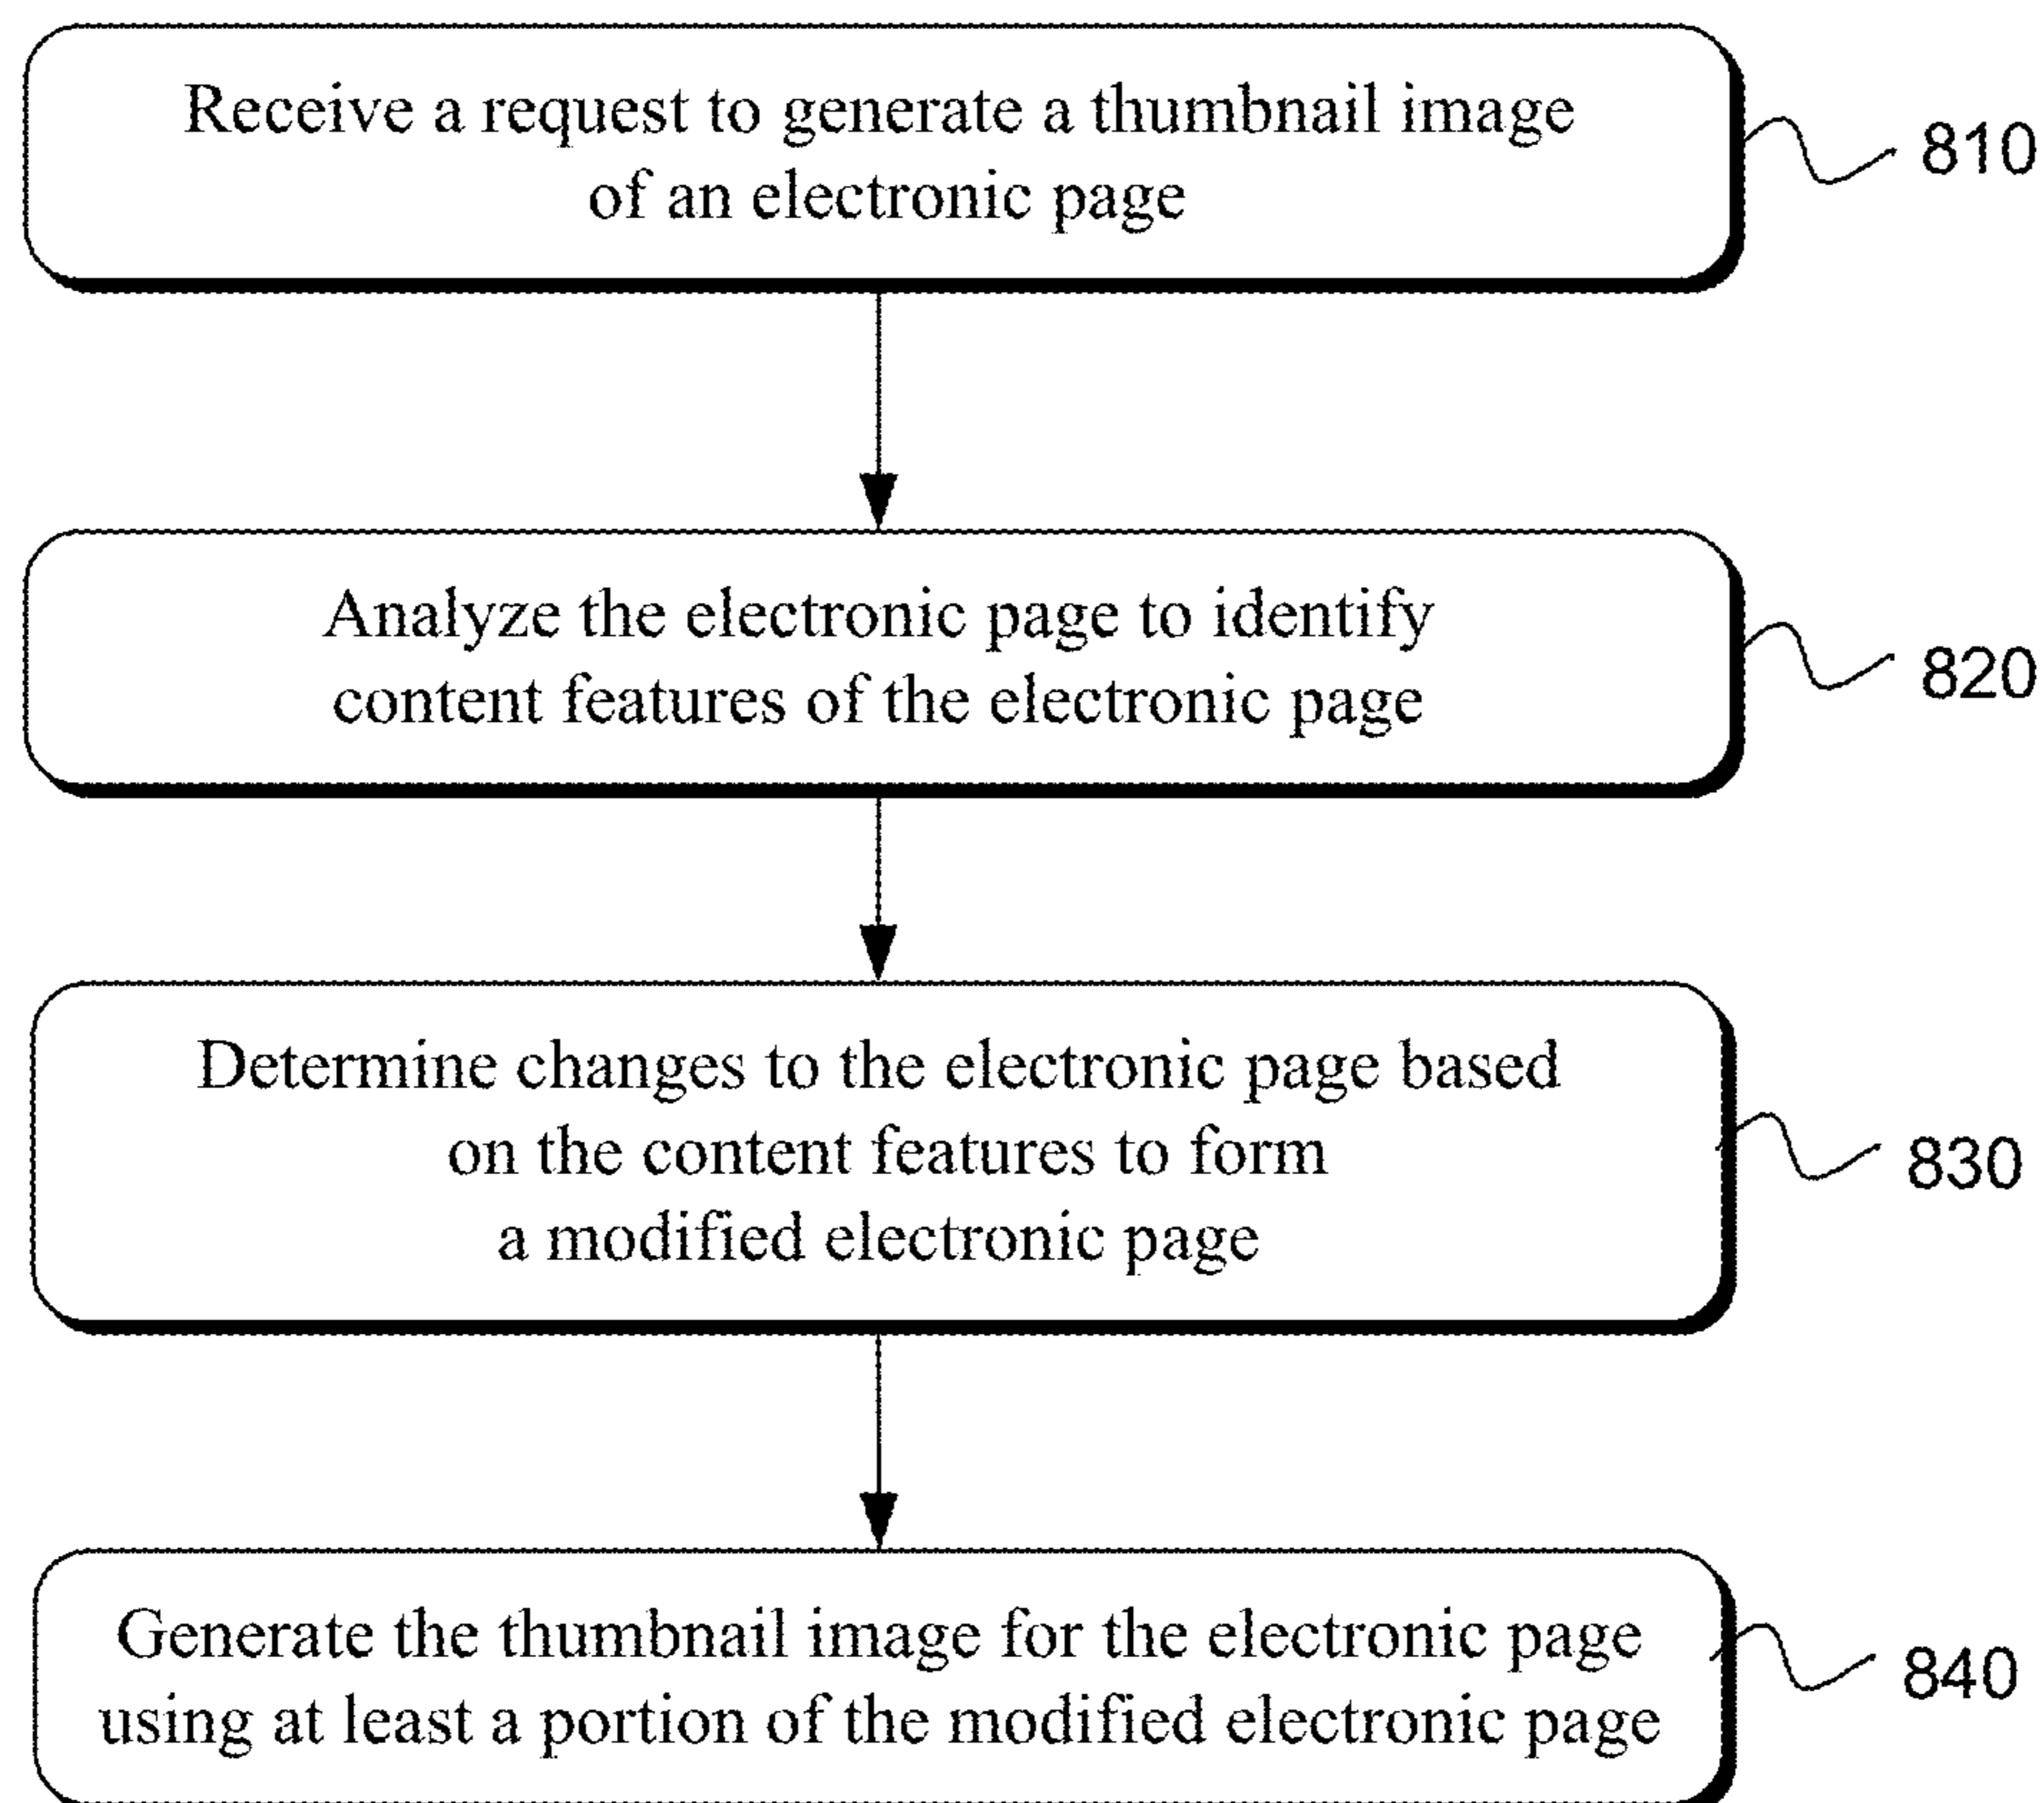 Receive a request to generate a thumbnail image
of an electronic page
810
Analyze the electronic page to identify
content features of the electronic page
820
Determine changes to the electronic page based
on the content features to form
a modified electronic page
830
Generate the thumbnail image for the electronic page
using at least a portion of the modified electronic page
840